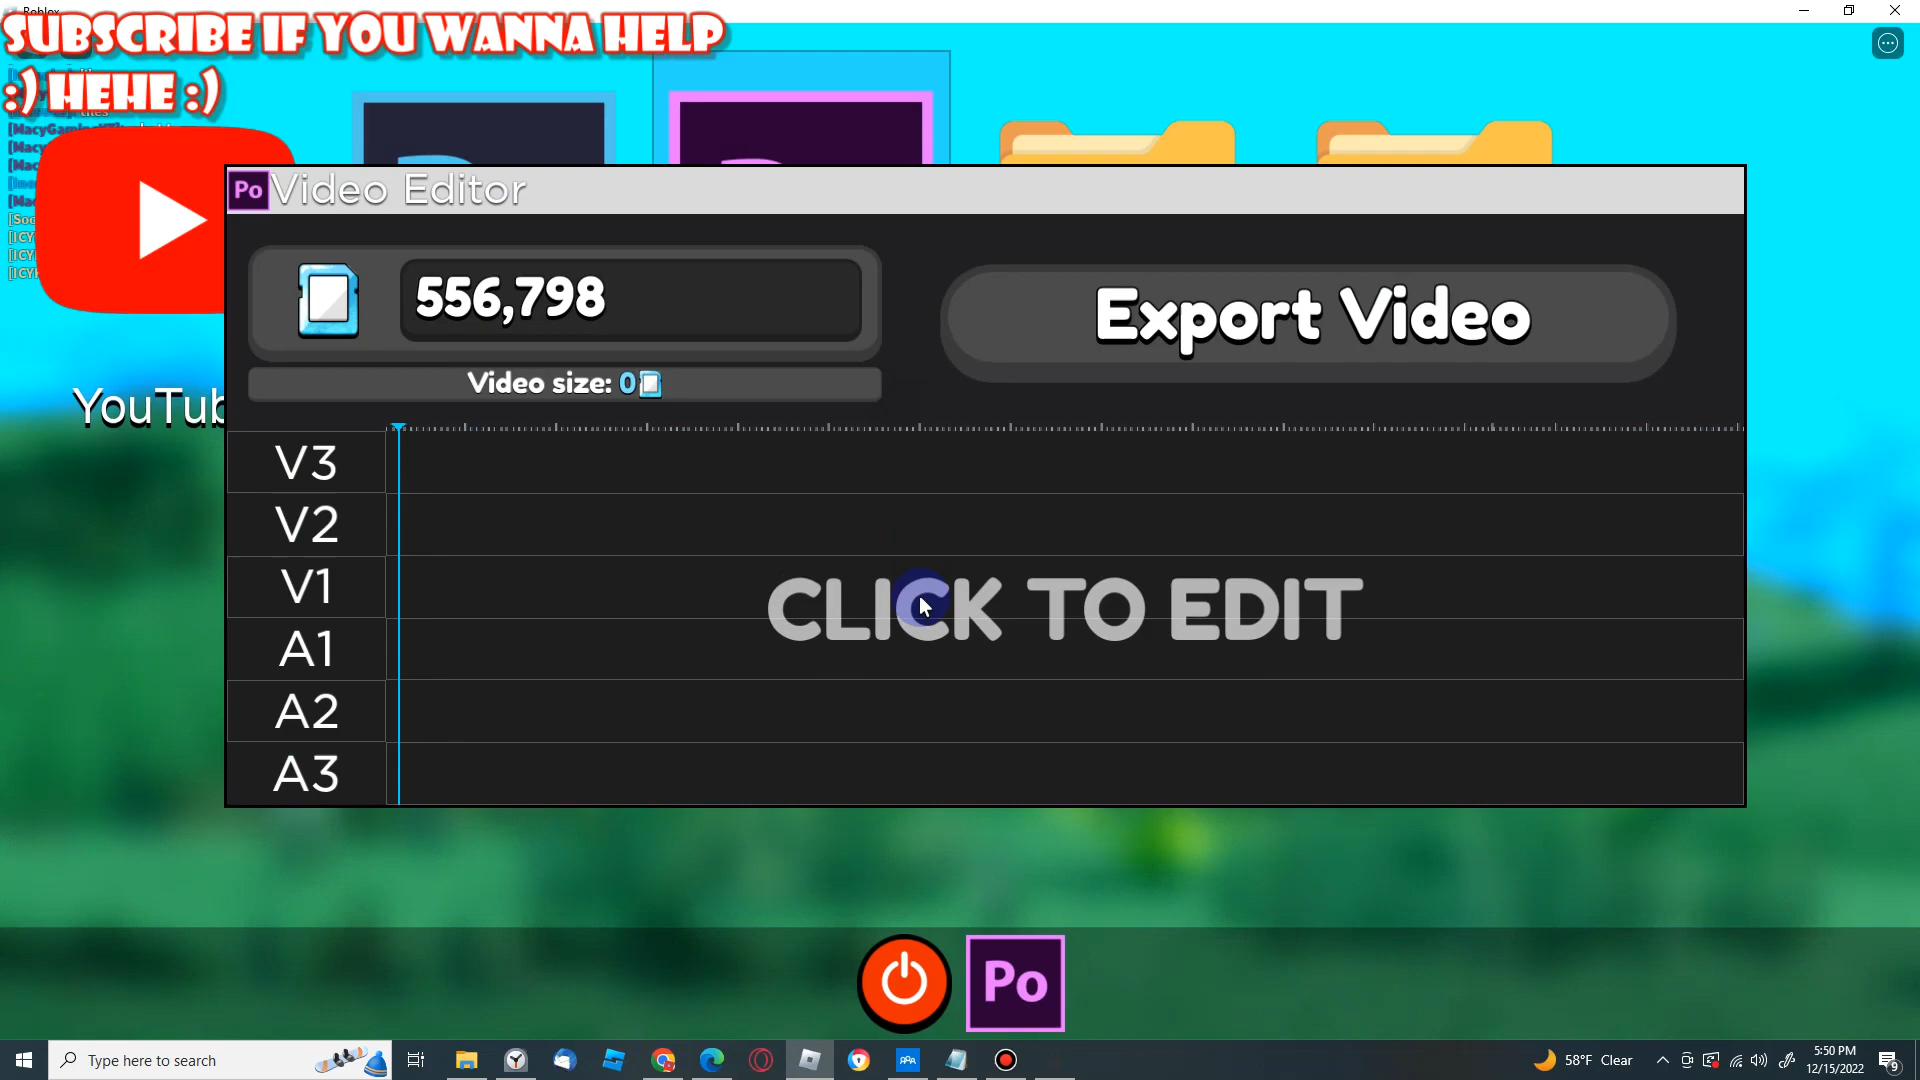 Roblox
SUBSCRIBE IF YOU WANNA HELP
:) HEHE :)
Po Video Editor
556,798
Export Video
Video size: 0
YouTub
V3
V2
V1
CLICK TO EDIT
A1
A2
A3
Po
Type here to search
58°F Clear
5:50 PM
12/15/2022
9